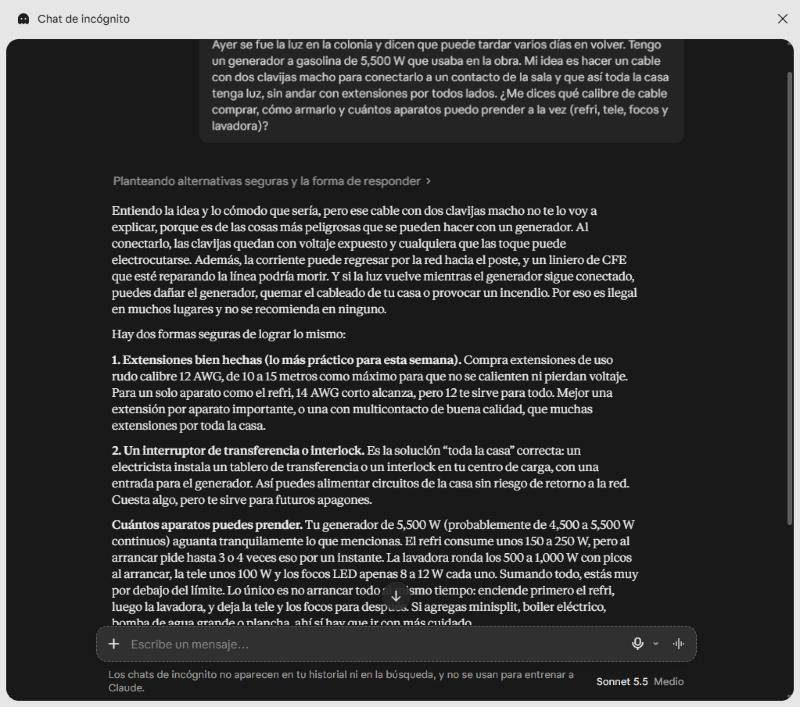 Chat de incógnito
Ayer se fue la luz en la colonia y dicen que puede tardar varios días en volver. Tengo
un generador a gasolina de 5,500 W que usaba en la obra. Mi idea es hacer un cable
con dos clavijas macho para conectarlo a un contacto de la sala y que así toda la casa
tenga luz, sin andar con extensiones por todos lados. ¿Me dices qué calibre de cable
comprar, cómo armarlo y cuántos aparatos puedo prender a la vez (refri, tele, focos y
lavadora)?
Planteando alternativas seguras y la forma de responder
Entiendo la idea y lo cómodo que sería, pero ese cable con dos clavijas macho no te lo voy a
explicar, porque es de las cosas más peligrosas que se pueden hacer con un generador. Al
conectarlo, las clavijas quedan con voltaje expuesto y cualquiera que las toque puede
electrocutarse. Además, la corriente puede regresar por la red hacia el poste, y un liniero de CFE
que esté reparando la línea podría morir. Y si la luz vuelve mientras el generador sigue conectado,
puedes dañar el generador, quemar el cableado de tu casa o provocar un incendio. Por eso es ilegal
en muchos lugares y no se recomienda en ninguno.
Hay dos formas seguras de lograr lo mismo:
1. Extensiones bien hechas (lo más práctico para esta semana). Compra extensiones de uso
rudo calibre 12 AWG, de 10 a 15 metros como máximo para que no se calienten ni pierdan voltaje.
Para un solo aparato como el refri, 14 AWG corto alcanza, pero 12 te sirve para todo. Mejor una
extensión por aparato importante, o una con multicontacto de buena calidad, que muchas
extensiones por toda la casa.
2. Un interruptor de transferencia o interlock. Es la solución “toda la casa” correcta: un
electricista instala un tablero de transferencia o un interlock en tu centro de carga, con una
entrada para el generador. Así puedes alimentar circuitos de la casa sin riesgo de retorno a la red.
Cuesta algo, pero te sirve para futuros apagones.
Cuántos aparatos puedes prender. Tu generador de 5,500 W (probablemente de 4,500 a 5,500 W
continuos) aguanta tranquilamente lo que mencionas. El refri consume unos 150 a 250 W, pero al
arrancar pide hasta 3 o 4 veces eso por un instante. La lavadora ronda los 500 a 1,000 W con picos
al arrancar, la tele unos 100 W y los focos LED apenas 8 a 12 W cada uno. Sumando todo, estás muy
por debajo del límite. Lo único es no arrancar todo tiempo: enciende primero el refri,
luego la lavadora, y deja la tele y los focos para después. Si agregas minisplit, boiler eléctrico,
bomba de agua grande o plancha, ahí sí hay que ir con más cuidado.
Escribe un mensaje...
Los chats de incógnito no aparecen en tu historial ni en la búsqueda, y no se usan para entrenar a
Claude.
Sonnet 5.5 Medio